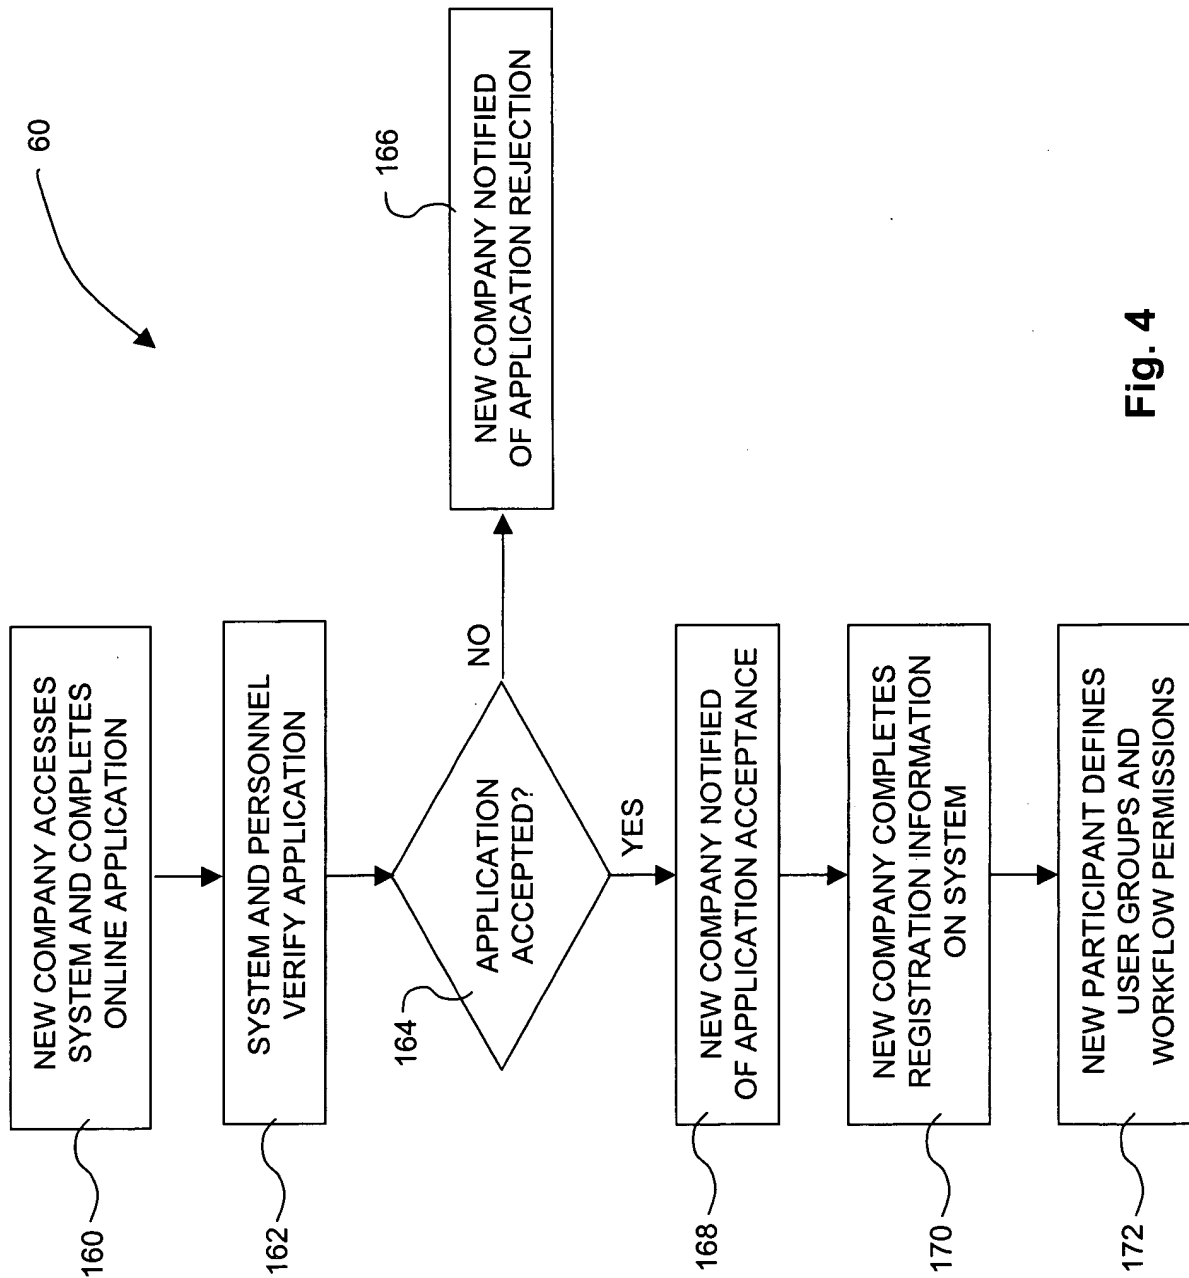 60
160
NEW COMPANY ACCESSES
SYSTEM AND COMPLETES
ONLINE APPLICATION
162
SYSTEM AND PERSONNEL
VERIFY APPLICATION
164
APPLICATION
ACCEPTED?
NO
166
NEW COMPANY NOTIFIED
OF APPLICATION REJECTION
YES
168
NEW COMPANY NOTIFIED
OF APPLICATION ACCEPTANCE
170
NEW COMPANY COMPLETES
REGISTRATION INFORMATION
ON SYSTEM
172
NEW PARTICIPANT DEFINES
USER GROUPS AND
WORKFLOW PERMISSIONS
Fig. 4